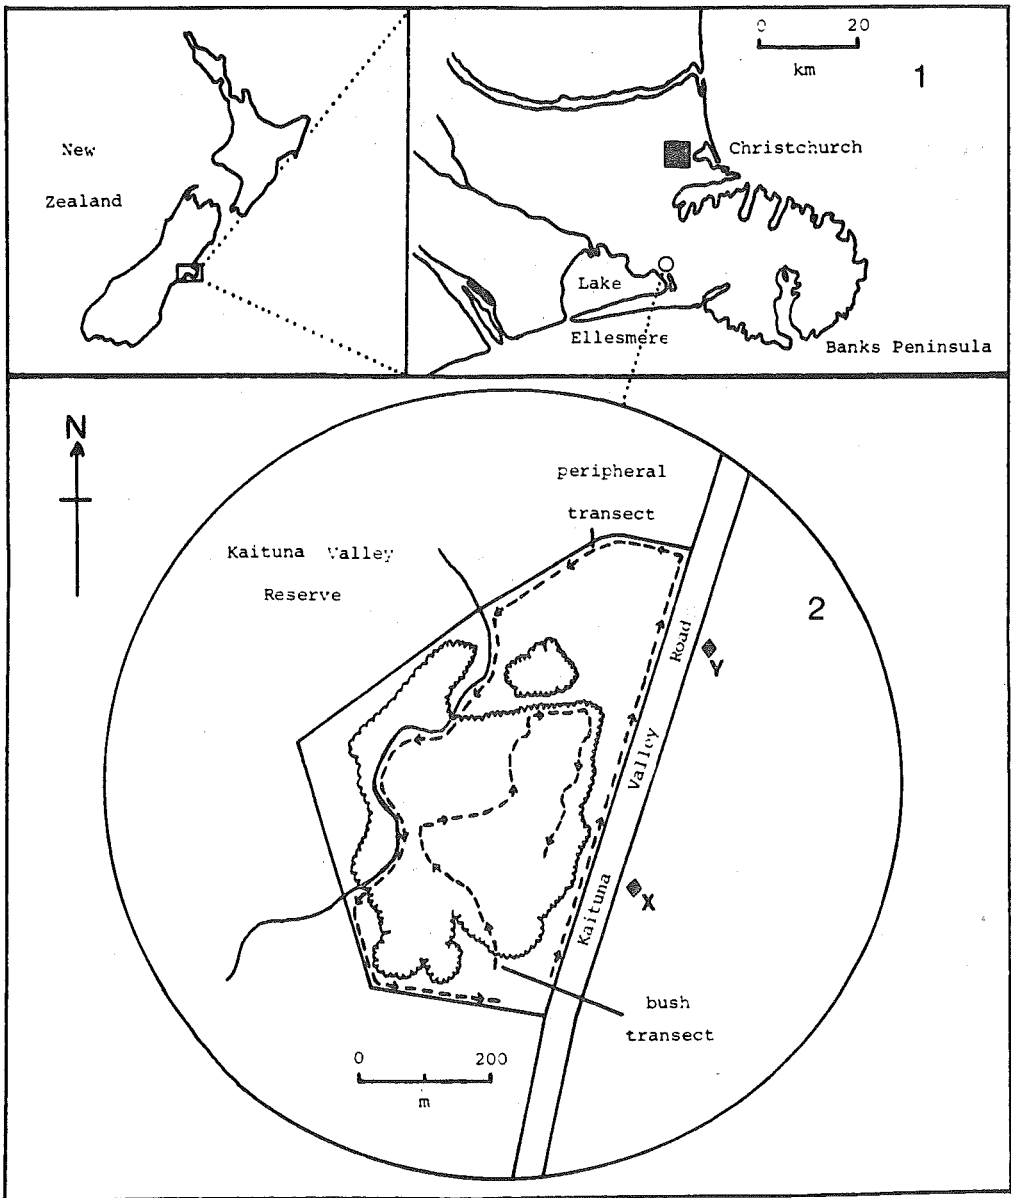 New
Zealand
0 20
km
1
Christchurch
Lake
Ellesmere
Banks Peninsula
N
peripheral
transect
Kaituna Valley
Reserve
2
Road
Valley
Kaituna
Y
X
bush
transect
0 200
m